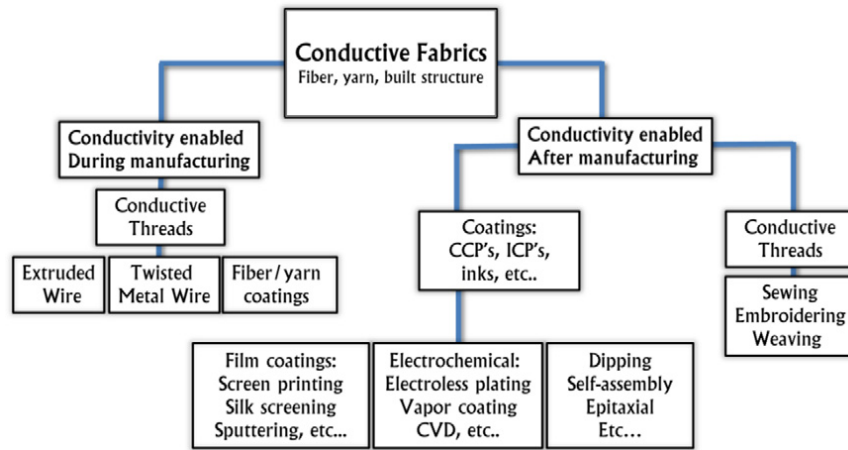 Conductive Fabrics
Fiber, yarn, built structure
Conductivity enabled
During manufacturing
Conductivity enabled
After manufacturing
Conductive
Threads
Extruded
Wire
Twisted
Metal Wire
Fiber/yarn
coatings
Coatings:
CCP's, ICP's,
inks, etc..
Conductive
Threads
Sewing
Embroidering
Weaving
Film coatings:
Screen printing
Silk screening
Sputtering, etc...
Electrochemical:
Electroless plating
Vapor coating
CVD, etc..
Dipping
Self-assembly
Epitaxial
Etc...